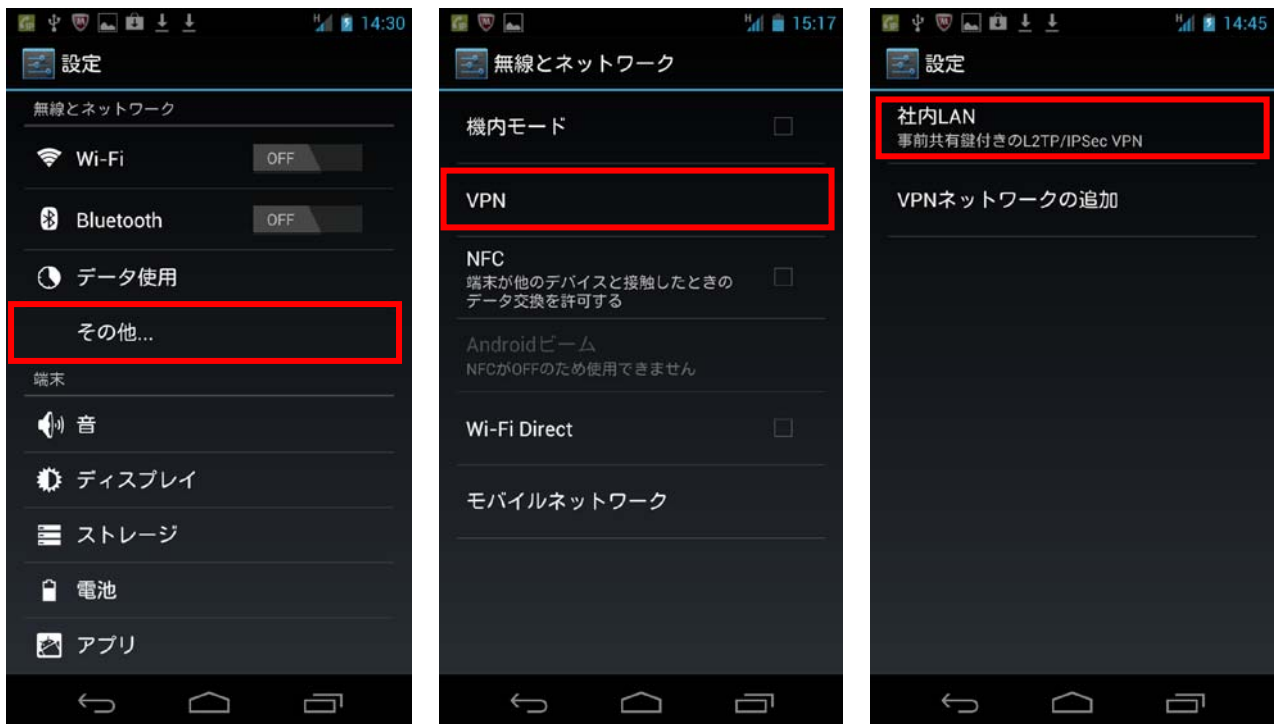 14:30
設定
無線とネットワーク
Wi-Fi
OFF
Bluetooth
OFF
データ使用
その他...
端末
音
ディスプレイ
ストレージ
電池
アプリ
H
15:17
無線とネットワーク
機内モード
VPN
NFC
端末が他のデバイスと接触したときの
データ交換を許可する
Androidビーム
NFCがOFFのため使用できません
Wi-Fi Direct
モバイルネットワーク
H
14:45
設定
社内LAN
事前共有鍵付きのL2TP/IPSec VPN
VPNネットワークの追加